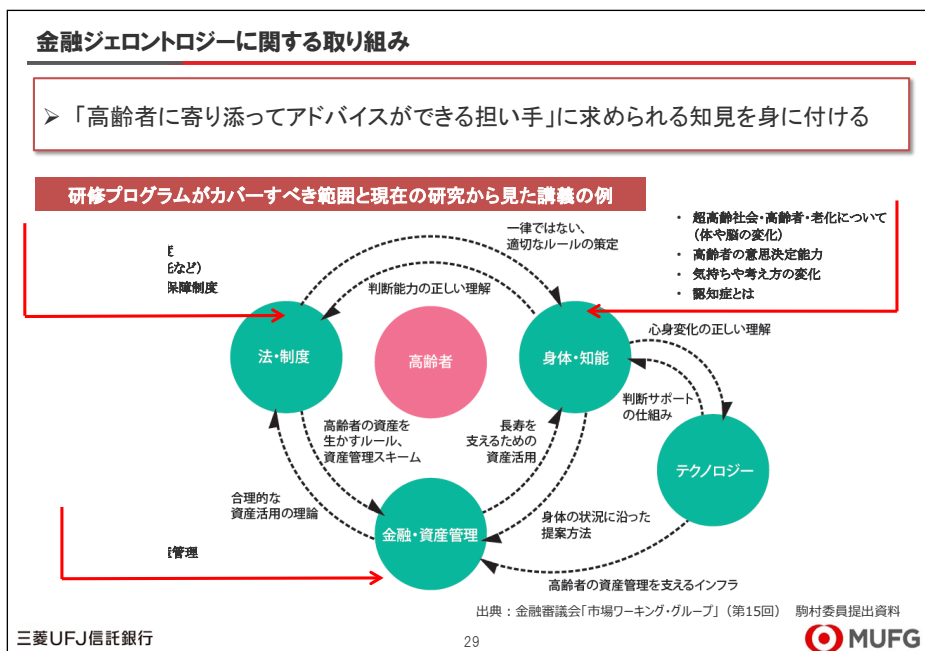 金融ジェロントロジーに関する取り組み
➢ 「高齢者に寄り添ってアドバイスができる担い手」に求められる知見を身に付ける
研修プログラムがカバーすべき範囲と現在の研究から見た講義の例
など)
保障制度
一律ではない、
適切なルールの策定
・ 超高齢社会・高齢者・老化について
(体や脳の変化)
・ 高齢者の意思決定能力
・ 気持ちや考え方の変化
・ 認知症とは
判断能力の正しい理解
心身変化の正しい理解
法・制度
高齢者
身体・知能
判断サポート
の仕組み
高齢者の資産を
生かすルール、
資産管理スキーム
長寿を
支えるための
資産活用
テクノロジー
合理的な
資産活用の理論
金融・資産管理
身体の状況に沿った
提案方法
管理
高齢者の資産管理を支えるインフラ
出典：金融審議会「市場ワーキング・グループ」（第15回） 駒村委員提出資料
三菱UFJ信託銀行
29
MUFG